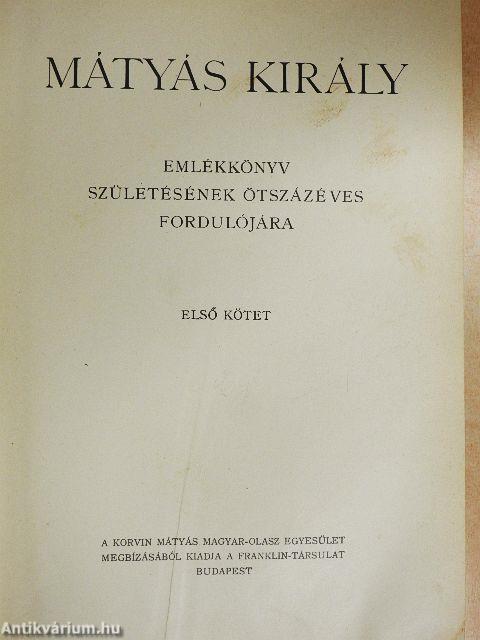 MÁTYÁS KIRÁLY
EMLÉKKÖNYV
SZÜLETÉSÉNEK ÖTSZÁZÉVES
FORDULÓJÁRA
ELSŐ KÖTET
A KORVIN MÁTYÁS MAGYAR-OLASZ EGYESÜLET
MEGBÍZÁSÁBÓL KIADJA A FRANKLIN-TÁRSULAT
BUDAPEST
Antikvárium.hu